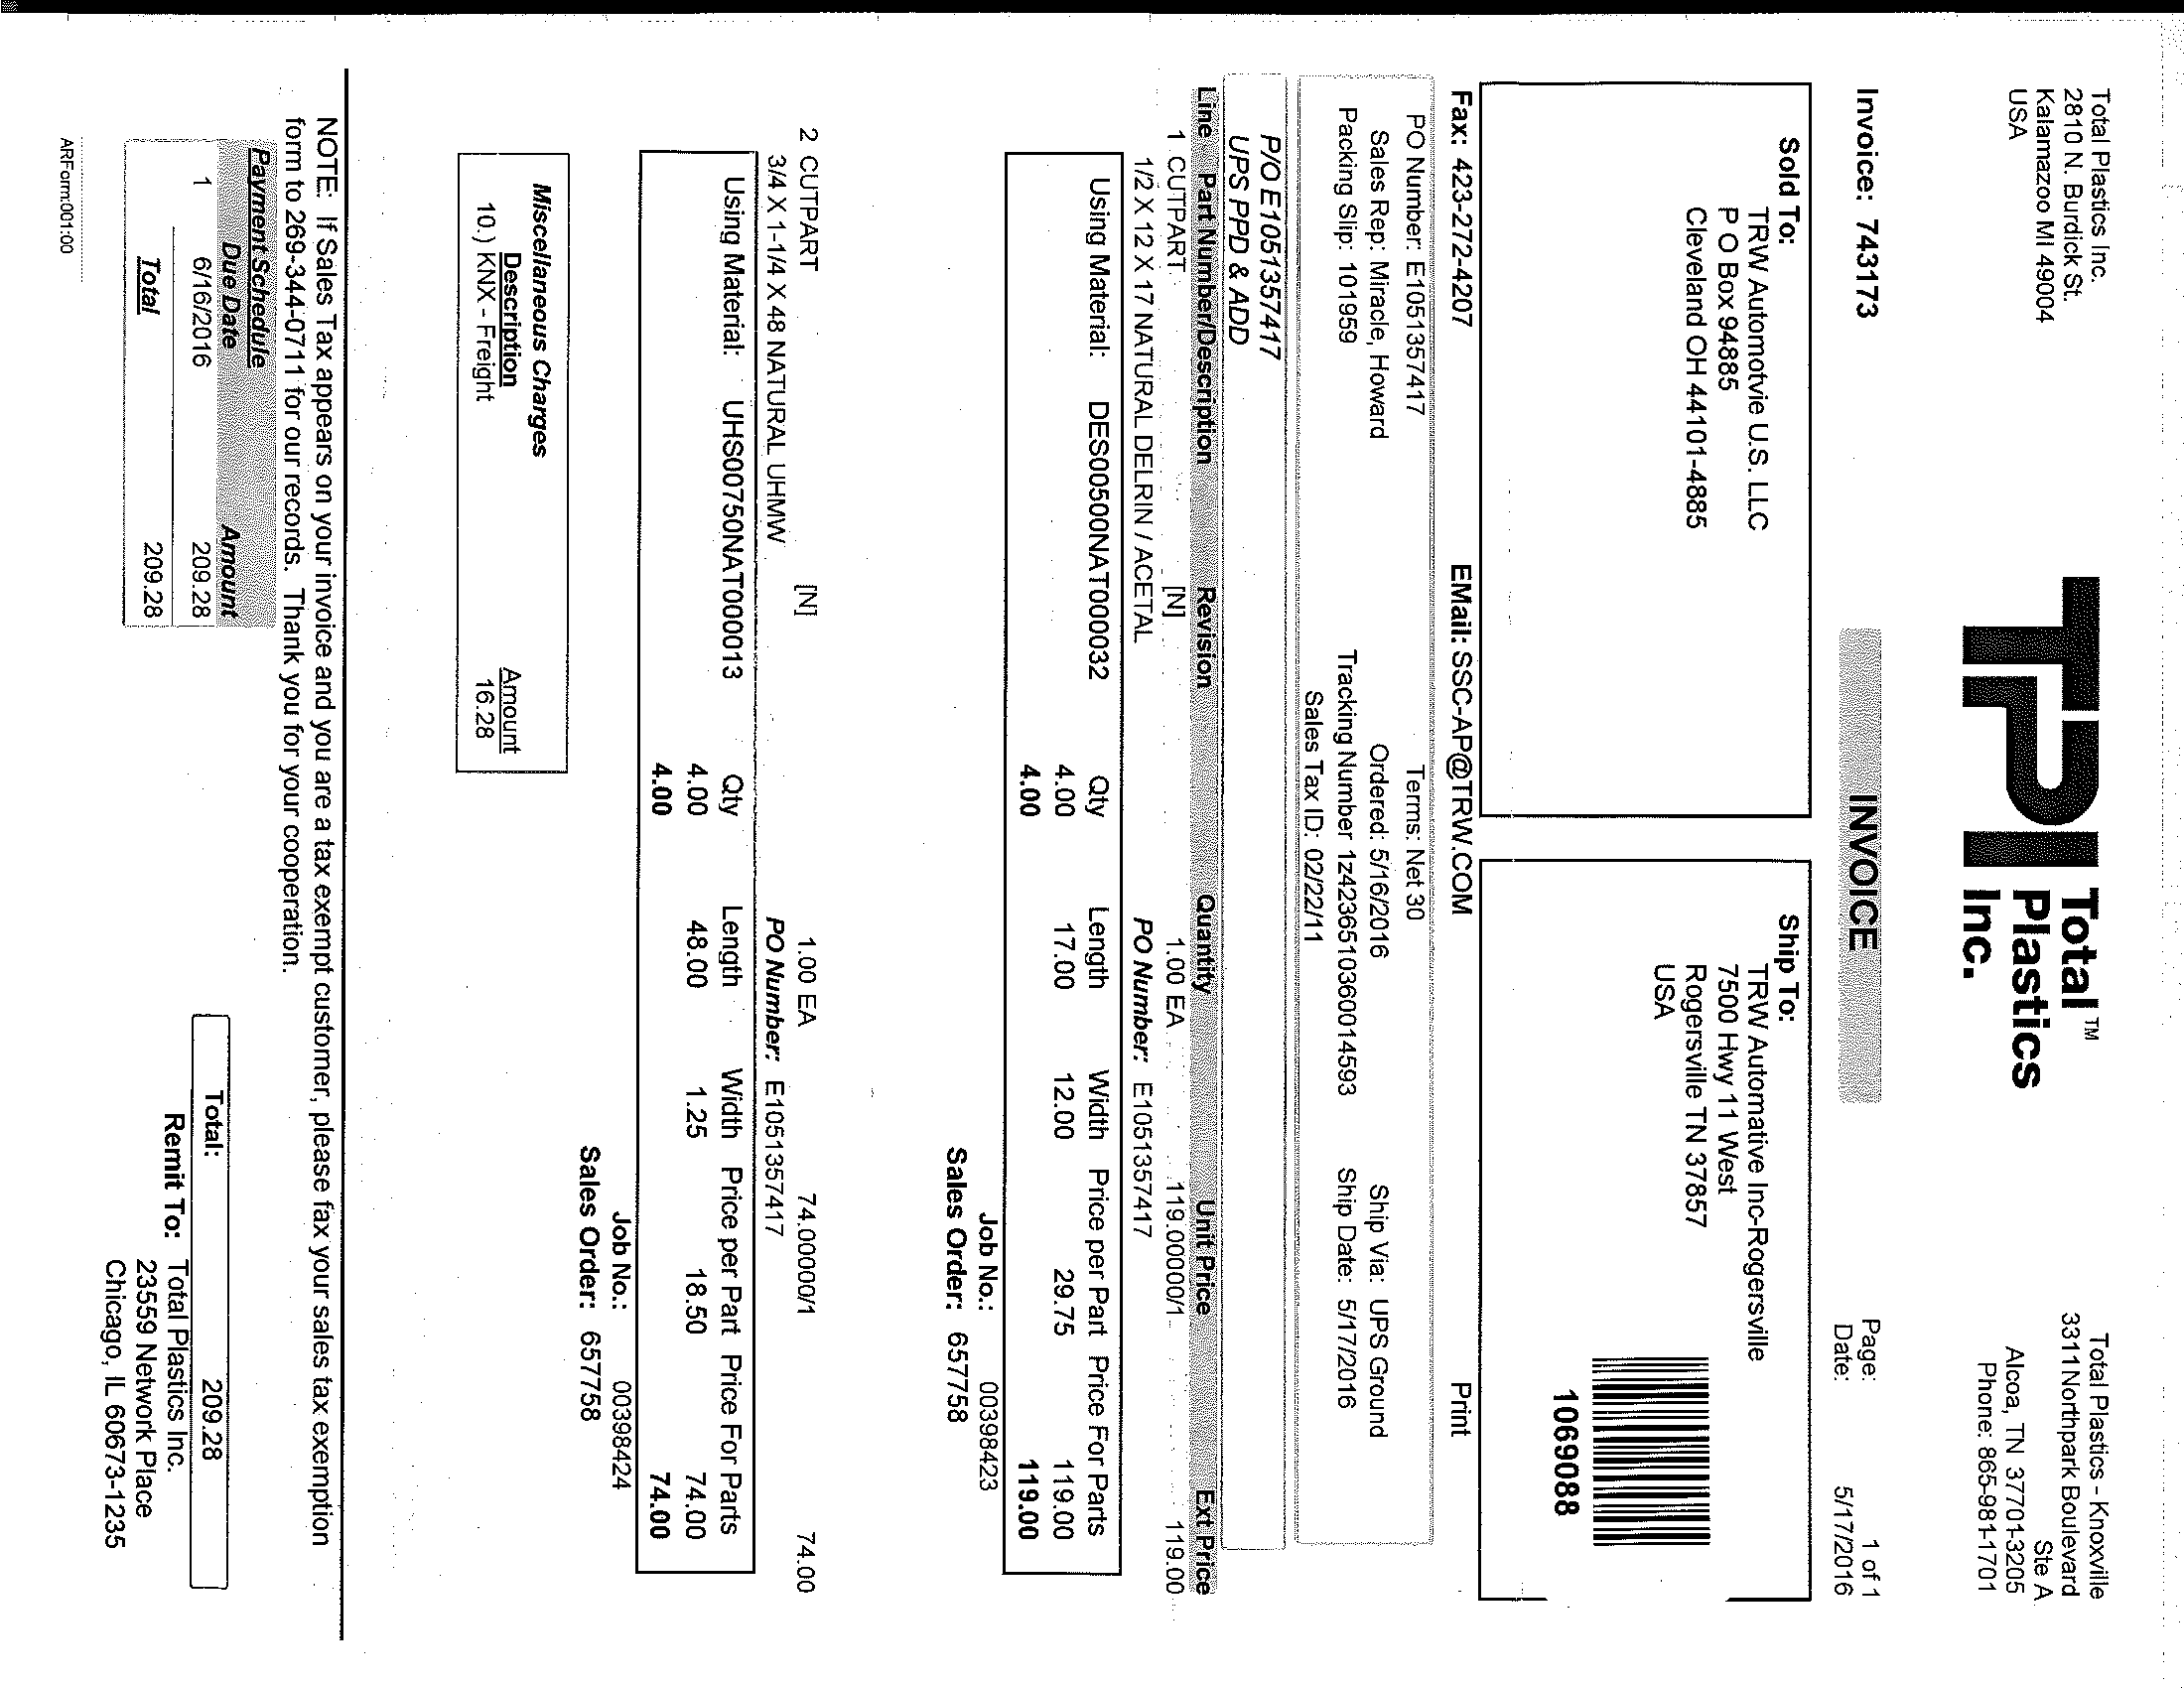 Total Plastics Inc.
2810 N. Burdick St.
Kalamazoo MI 49004
USA
TPI Total™
Plastics
Inc.
Total Plastics - Knoxville
3311Northpark Boulevard
Ste A
Alcoa, TN 37701-3205
Phone: 865-981-1701
Invoice: 743173
INVOICE
Page: 1 of 1
Date: 5/17/2016
Sold To:
TRW Automotvie U.S. LLC
P O Box 94885
Cleveland OH 44101-4885
Ship To:
TRW Automative Inc-Rogersville
7500 Hwy 11 West
Rogersville TN 37857
USA
1069088
Fax: 423-272-4207 EMail: SSC-AP@TRW.COM Print
PO Number: E1051357417 Terms: Net 30
Sales Rep: Miracle, Howard Ordered: 5/16/2016 Ship Via: UPS Ground
Packing Slip: 101959 Tracking Number 1z4236510360014593 Ship Date: 5/17/2016
Sales Tax ID: 02/22/11
P/O E1051357417
UPS PPD & ADD
Line Part Number/Description Revision Quantity Unit Price Ext Price
1 CUTPART [N] 1.00 EA 119.00000/1 119.00
1/2 X 12 X 17 NATURAL DELRIN / ACETAL PO Number: E1051357417
Using Material: DES00500NAT000032 Qty Length Width Price per Part Price For Parts
4.00 17.00 12.00 29.75 119.00
4.00 119.00
Job No.: 00398423
Sales Order: 657758
2 CUTPART [N] 1.00 EA 74.00000/1 74.00
3/4 X 1-1/4 X 48 NATURAL UHMW PO Number: E1051357417
Using Material: UHS00750NAT000013 Qty Length Width Price per Part Price For Parts
4.00 48.00 1.25 18.50 74.00
4.00 74.00
Job No.: 00398424
Sales Order: 657758
Miscellaneous Charges
Description Amount
10.) KNX - Freight 16.28
NOTE: If Sales Tax appears on your invoice and you are a tax exempt customer, please fax your sales tax exemption
form to 269-344-0711 for our records. Thank you for your cooperation.
Payment Schedule
Due Date Amount
1 6/16/2016 209.28
Total 209.28
Total: 209.28
Remit To: Total Plastics Inc.
23559 Network Place
Chicago, IL 60673-1235
ARForm:001:00